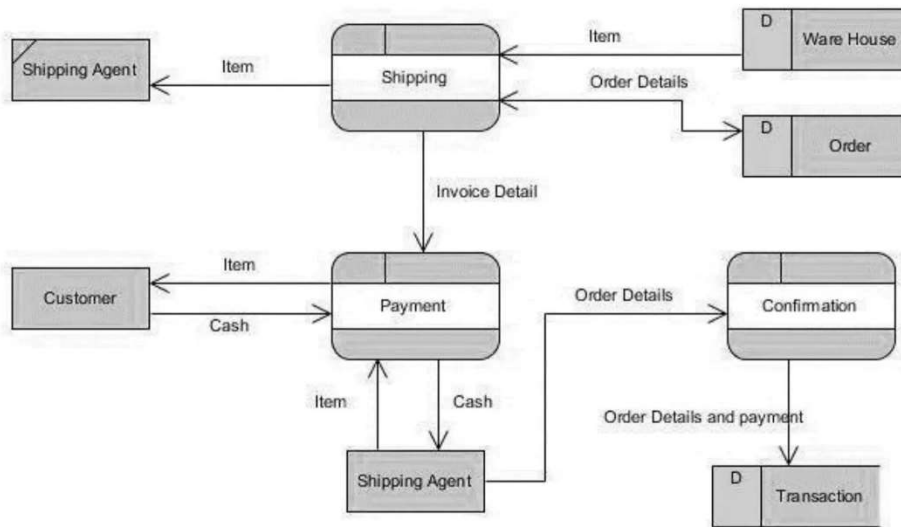 D
Ware House
Item
Shipping Agent
Item
Shipping
Order Details
D
Order
Invoice Detail
Item
Customer
Payment
Order Details
Confirmation
Cash
Item
Cash
Order Details and payment
Shipping Agent
D
Transaction